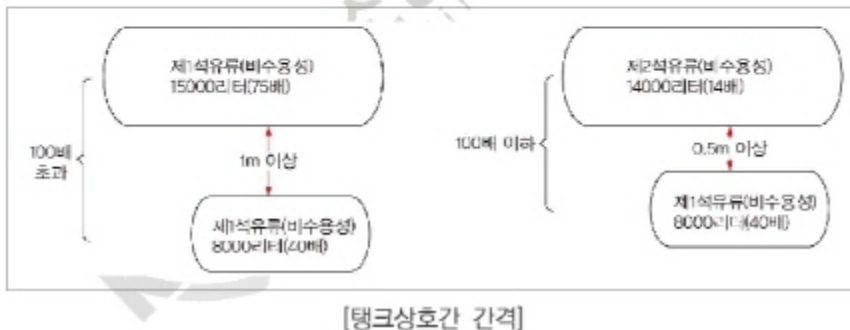 제1석유류(비수용성)
15000리터(75배)
100배
초과
1m 이상
제1석유류(비수용성)
8000리터(40배)
제2석유류(비수용성)
14000리터(14배)
100배 이하
0.5m 이상
제1석유류(비수용성)
8000리터(40배)
[탱크상호간 간격]